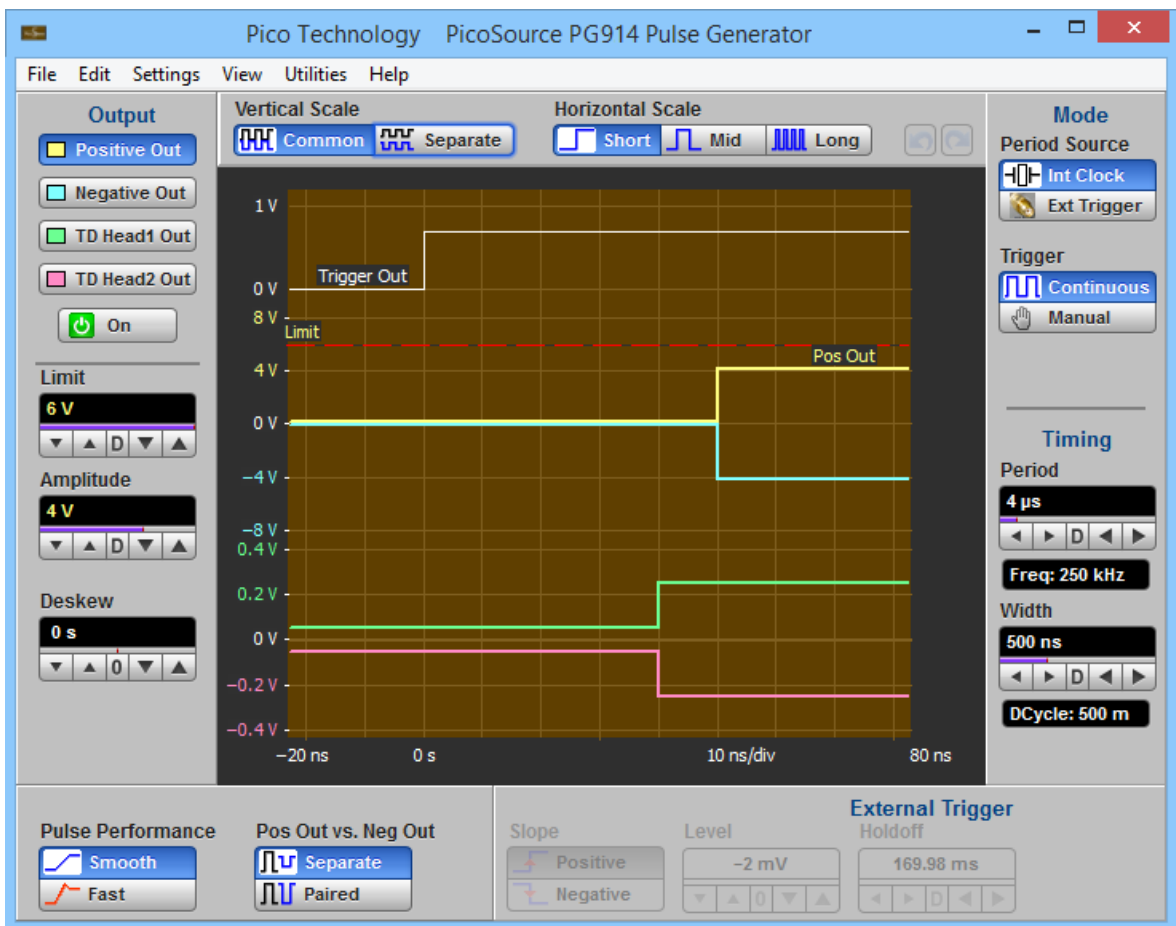 Pico Technology PicoSource PG914 Pulse Generator
File Edit Settings View Utilities Help
Output
Positive Out
Negative Out
TD Head1 Out
TD Head2 Out
On
Limit
6 V
D
Amplitude
4 V
D
Deskew
0 s
0
Vertical Scale
Common Separate
Horizontal Scale
Short Mid Long
1 V
Trigger Out
0 V
8 V
Limit
Pos Out
4 V
0 V
−4 V
−8 V
0.4 V
0.2 V
0 V
−0.2 V
−0.4 V
−20 ns 0 s 10 ns/div 80 ns
Mode
Period Source
Int Clock
Ext Trigger
Trigger
Continuous
Manual
Timing
Period
4 µs
D
Freq: 250 kHz
Width
500 ns
D
DCycle: 500 m
Pulse Performance
Smooth
Fast
Pos Out vs. Neg Out
Separate
Paired
External Trigger
Slope
Positive
Negative
Level
−2 mV
0
Holdoff
169.98 ms
D